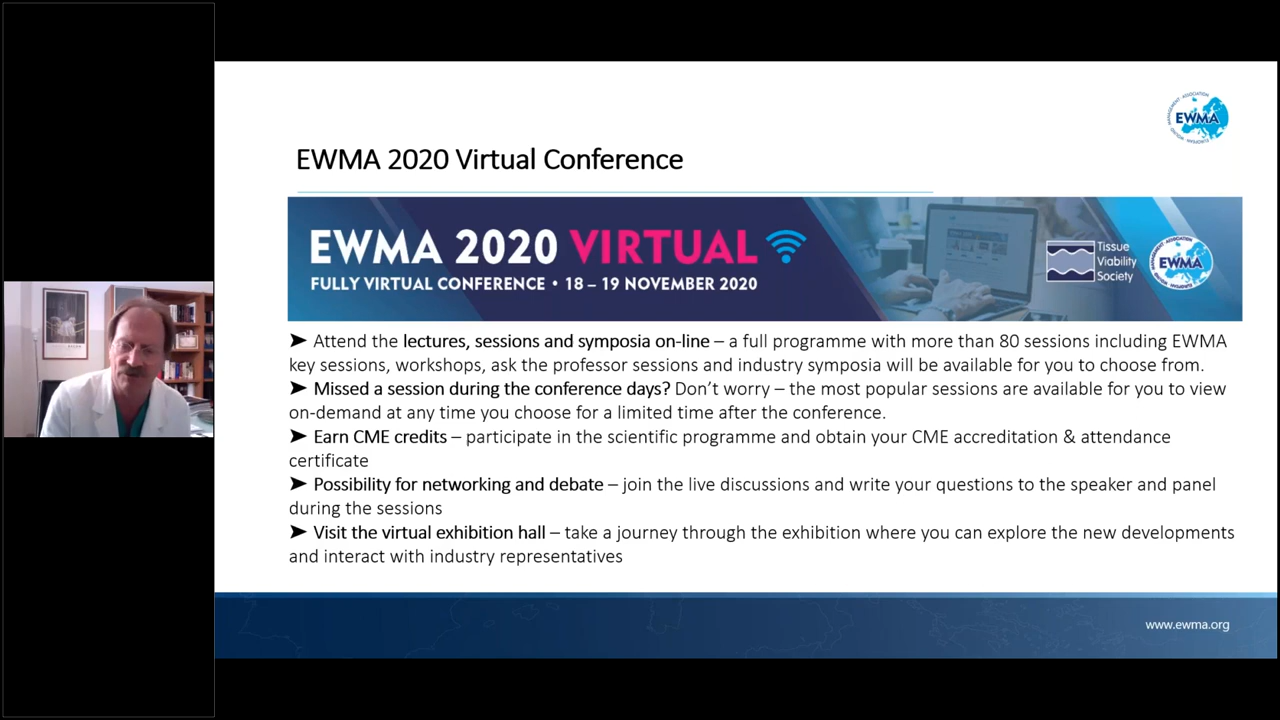 EWMA
EWMA 2020 Virtual Conference
EWMA 2020 VIRTUAL
FULLY VIRTUAL CONFERENCE • 18 – 19 NOVEMBER 2020
Tissue
Viability
Society
EWMA
➤ Attend the lectures, sessions and symposia on-line – a full programme with more than 80 sessions including EWMA
key sessions, workshops, ask the professor sessions and industry symposia will be available for you to choose from.
➤ Missed a session during the conference days? Don’t worry – the most popular sessions are available for you to view
on-demand at any time you choose for a limited time after the conference.
➤ Earn CME credits – participate in the scientific programme and obtain your CME accreditation & attendance
certificate
➤ Possibility for networking and debate – join the live discussions and write your questions to the speaker and panel
during the sessions
➤ Visit the virtual exhibition hall – take a journey through the exhibition where you can explore the new developments
and interact with industry representatives
www.ewma.org